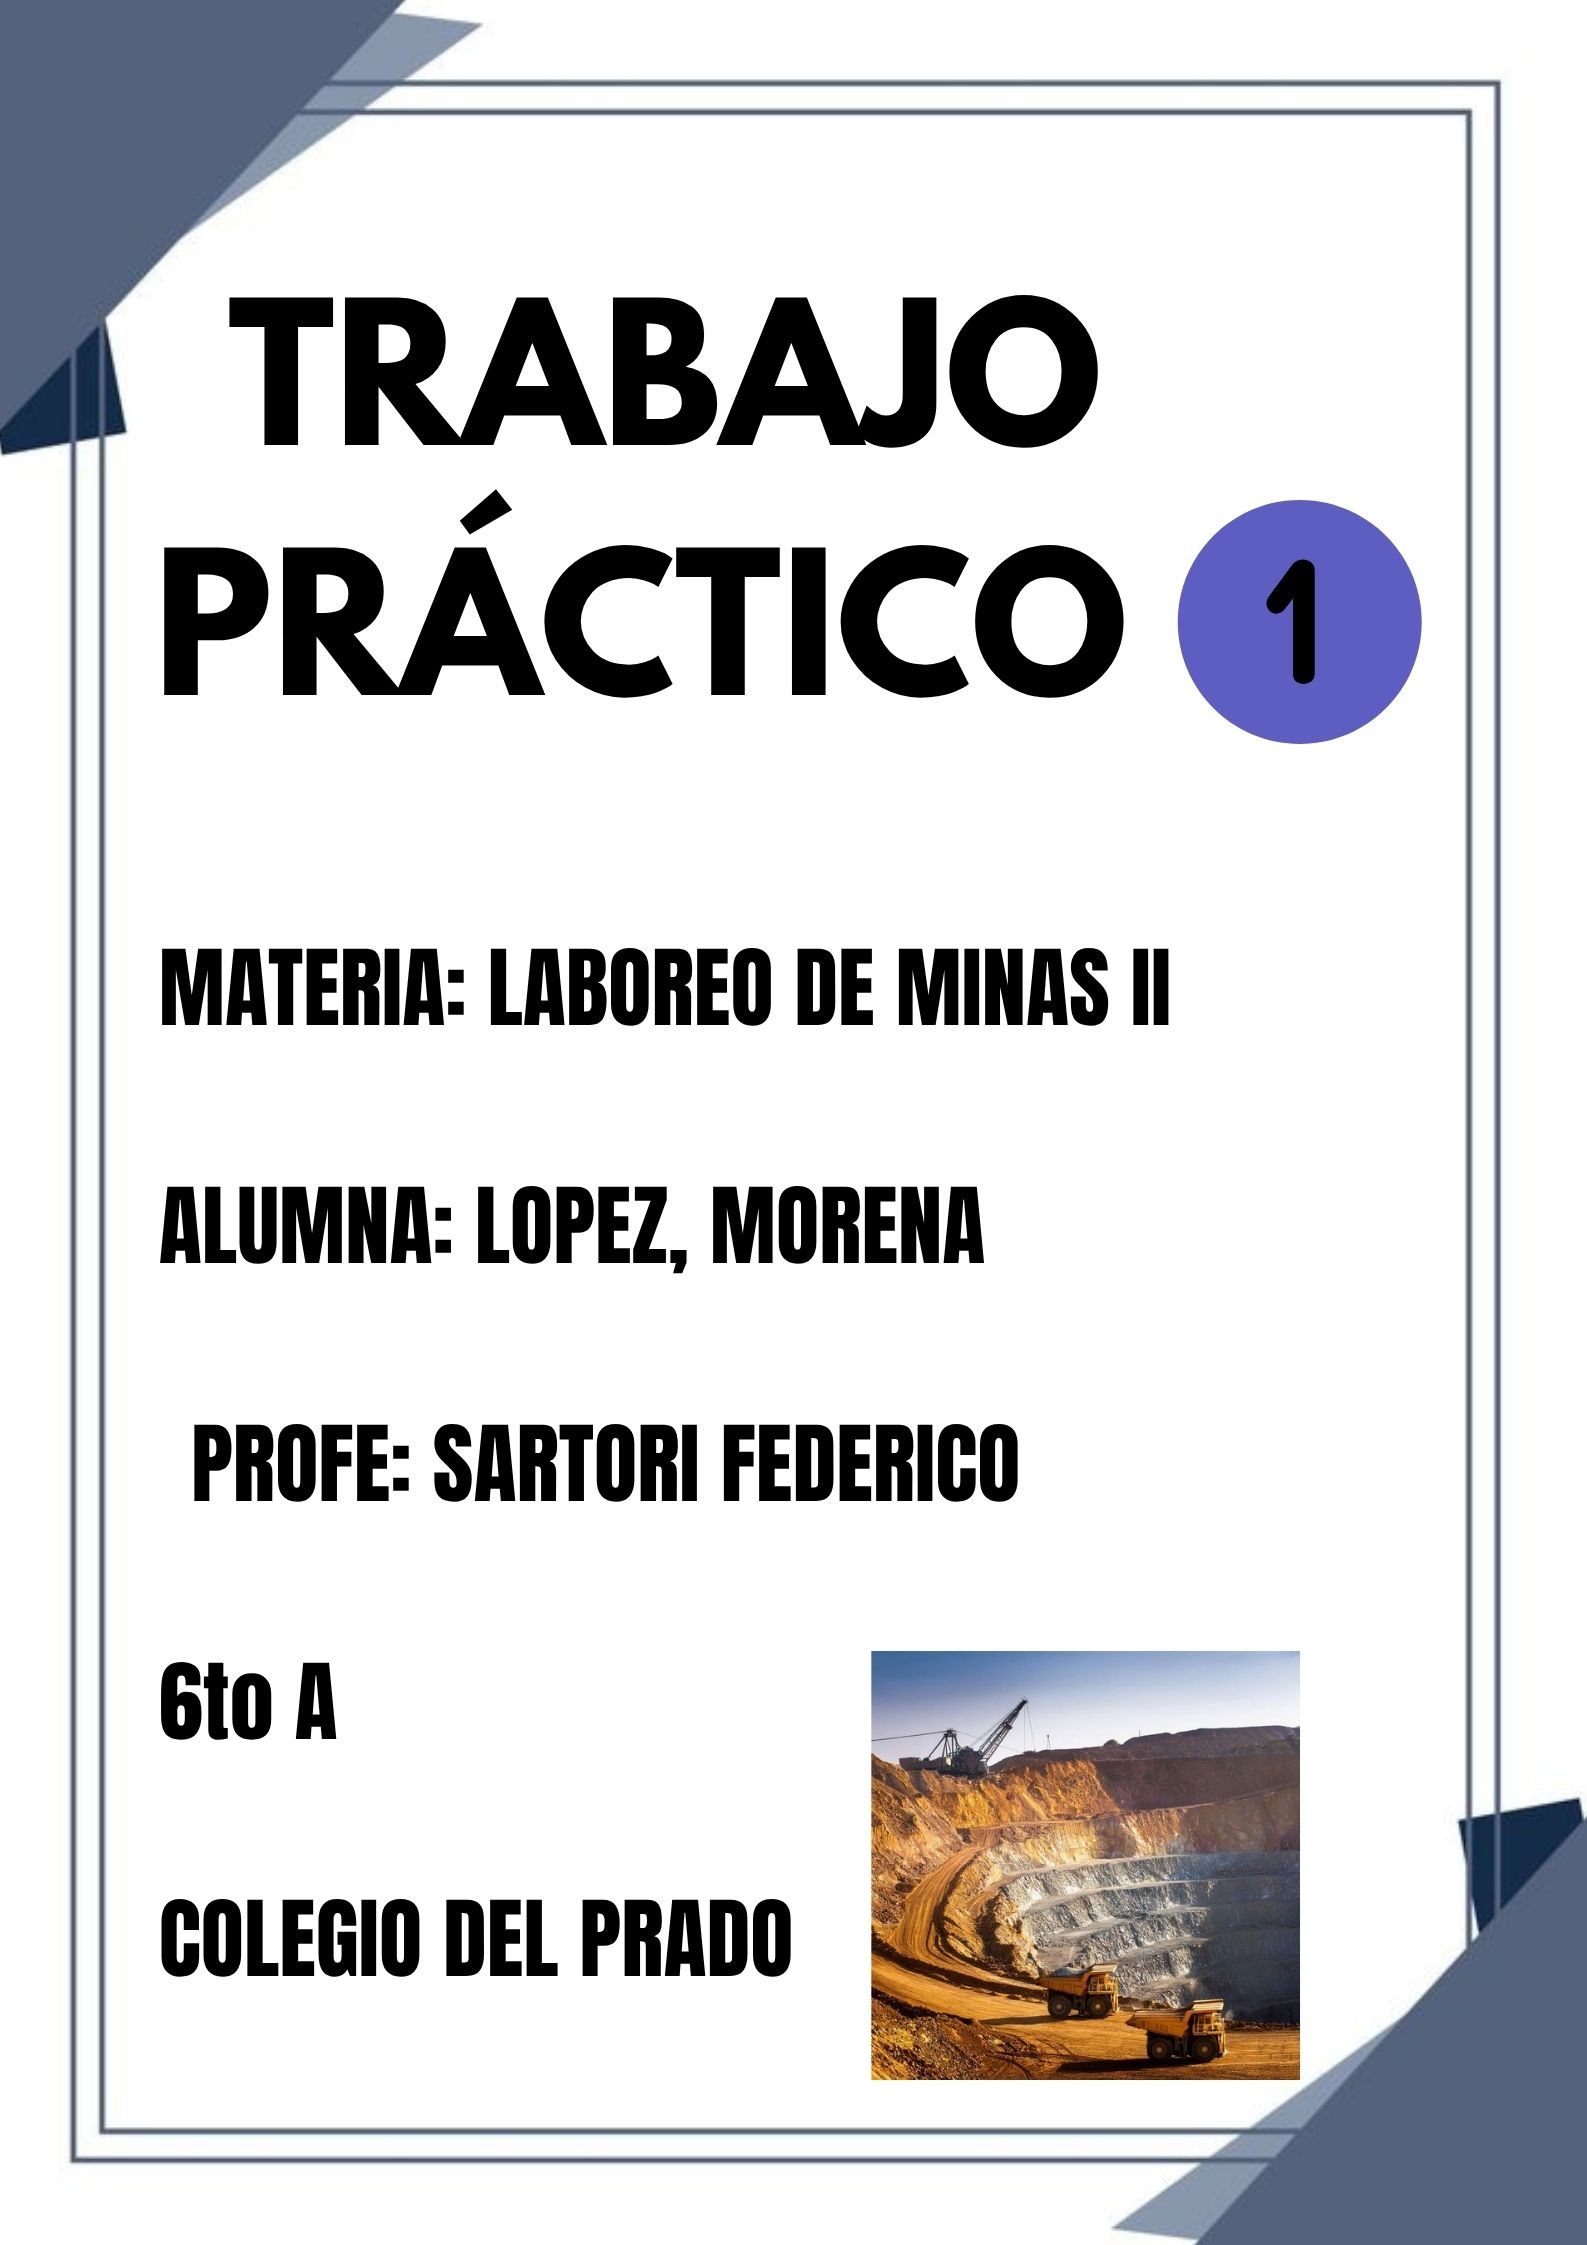 TRABAJO
PRÁCTICO 1
MATERIA: LABOREO DE MINAS II
ALUMNA: LOPEZ, MORENA
PROFE: SARTORI FEDERICO
6to A
COLEGIO DEL PRADO